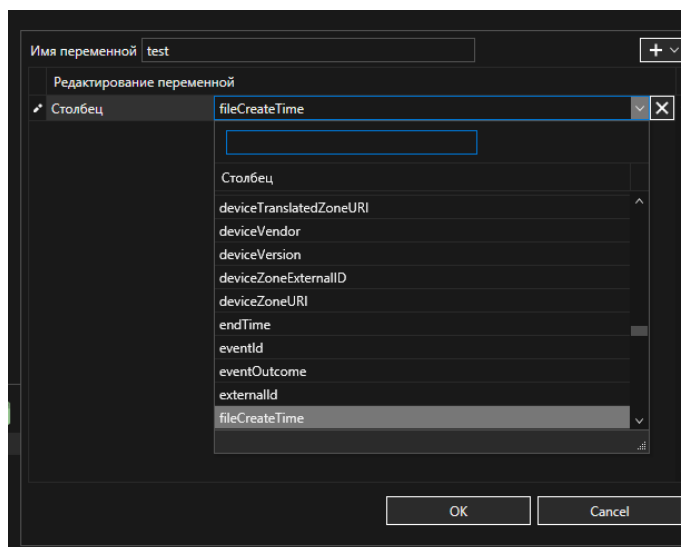 Имя переменной test
Редактирование переменной
Столбец fileCreateTime
Столбец
deviceTranslatedZoneURI
deviceVendor
deviceVersion
deviceZoneExternalID
deviceZoneURI
endTime
eventId
eventOutcome
externalId
fileCreateTime
OK Cancel